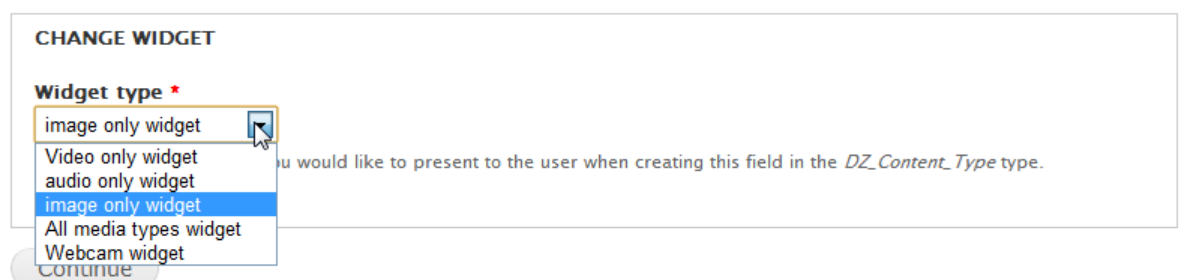 CHANGE WIDGET
Widget type *
image only widget
Video only widget
u would like to present to the user when creating this field in the DZ_Content_Type type.
audio only widget
image only widget
All media types widget
Webcam widget
Continue